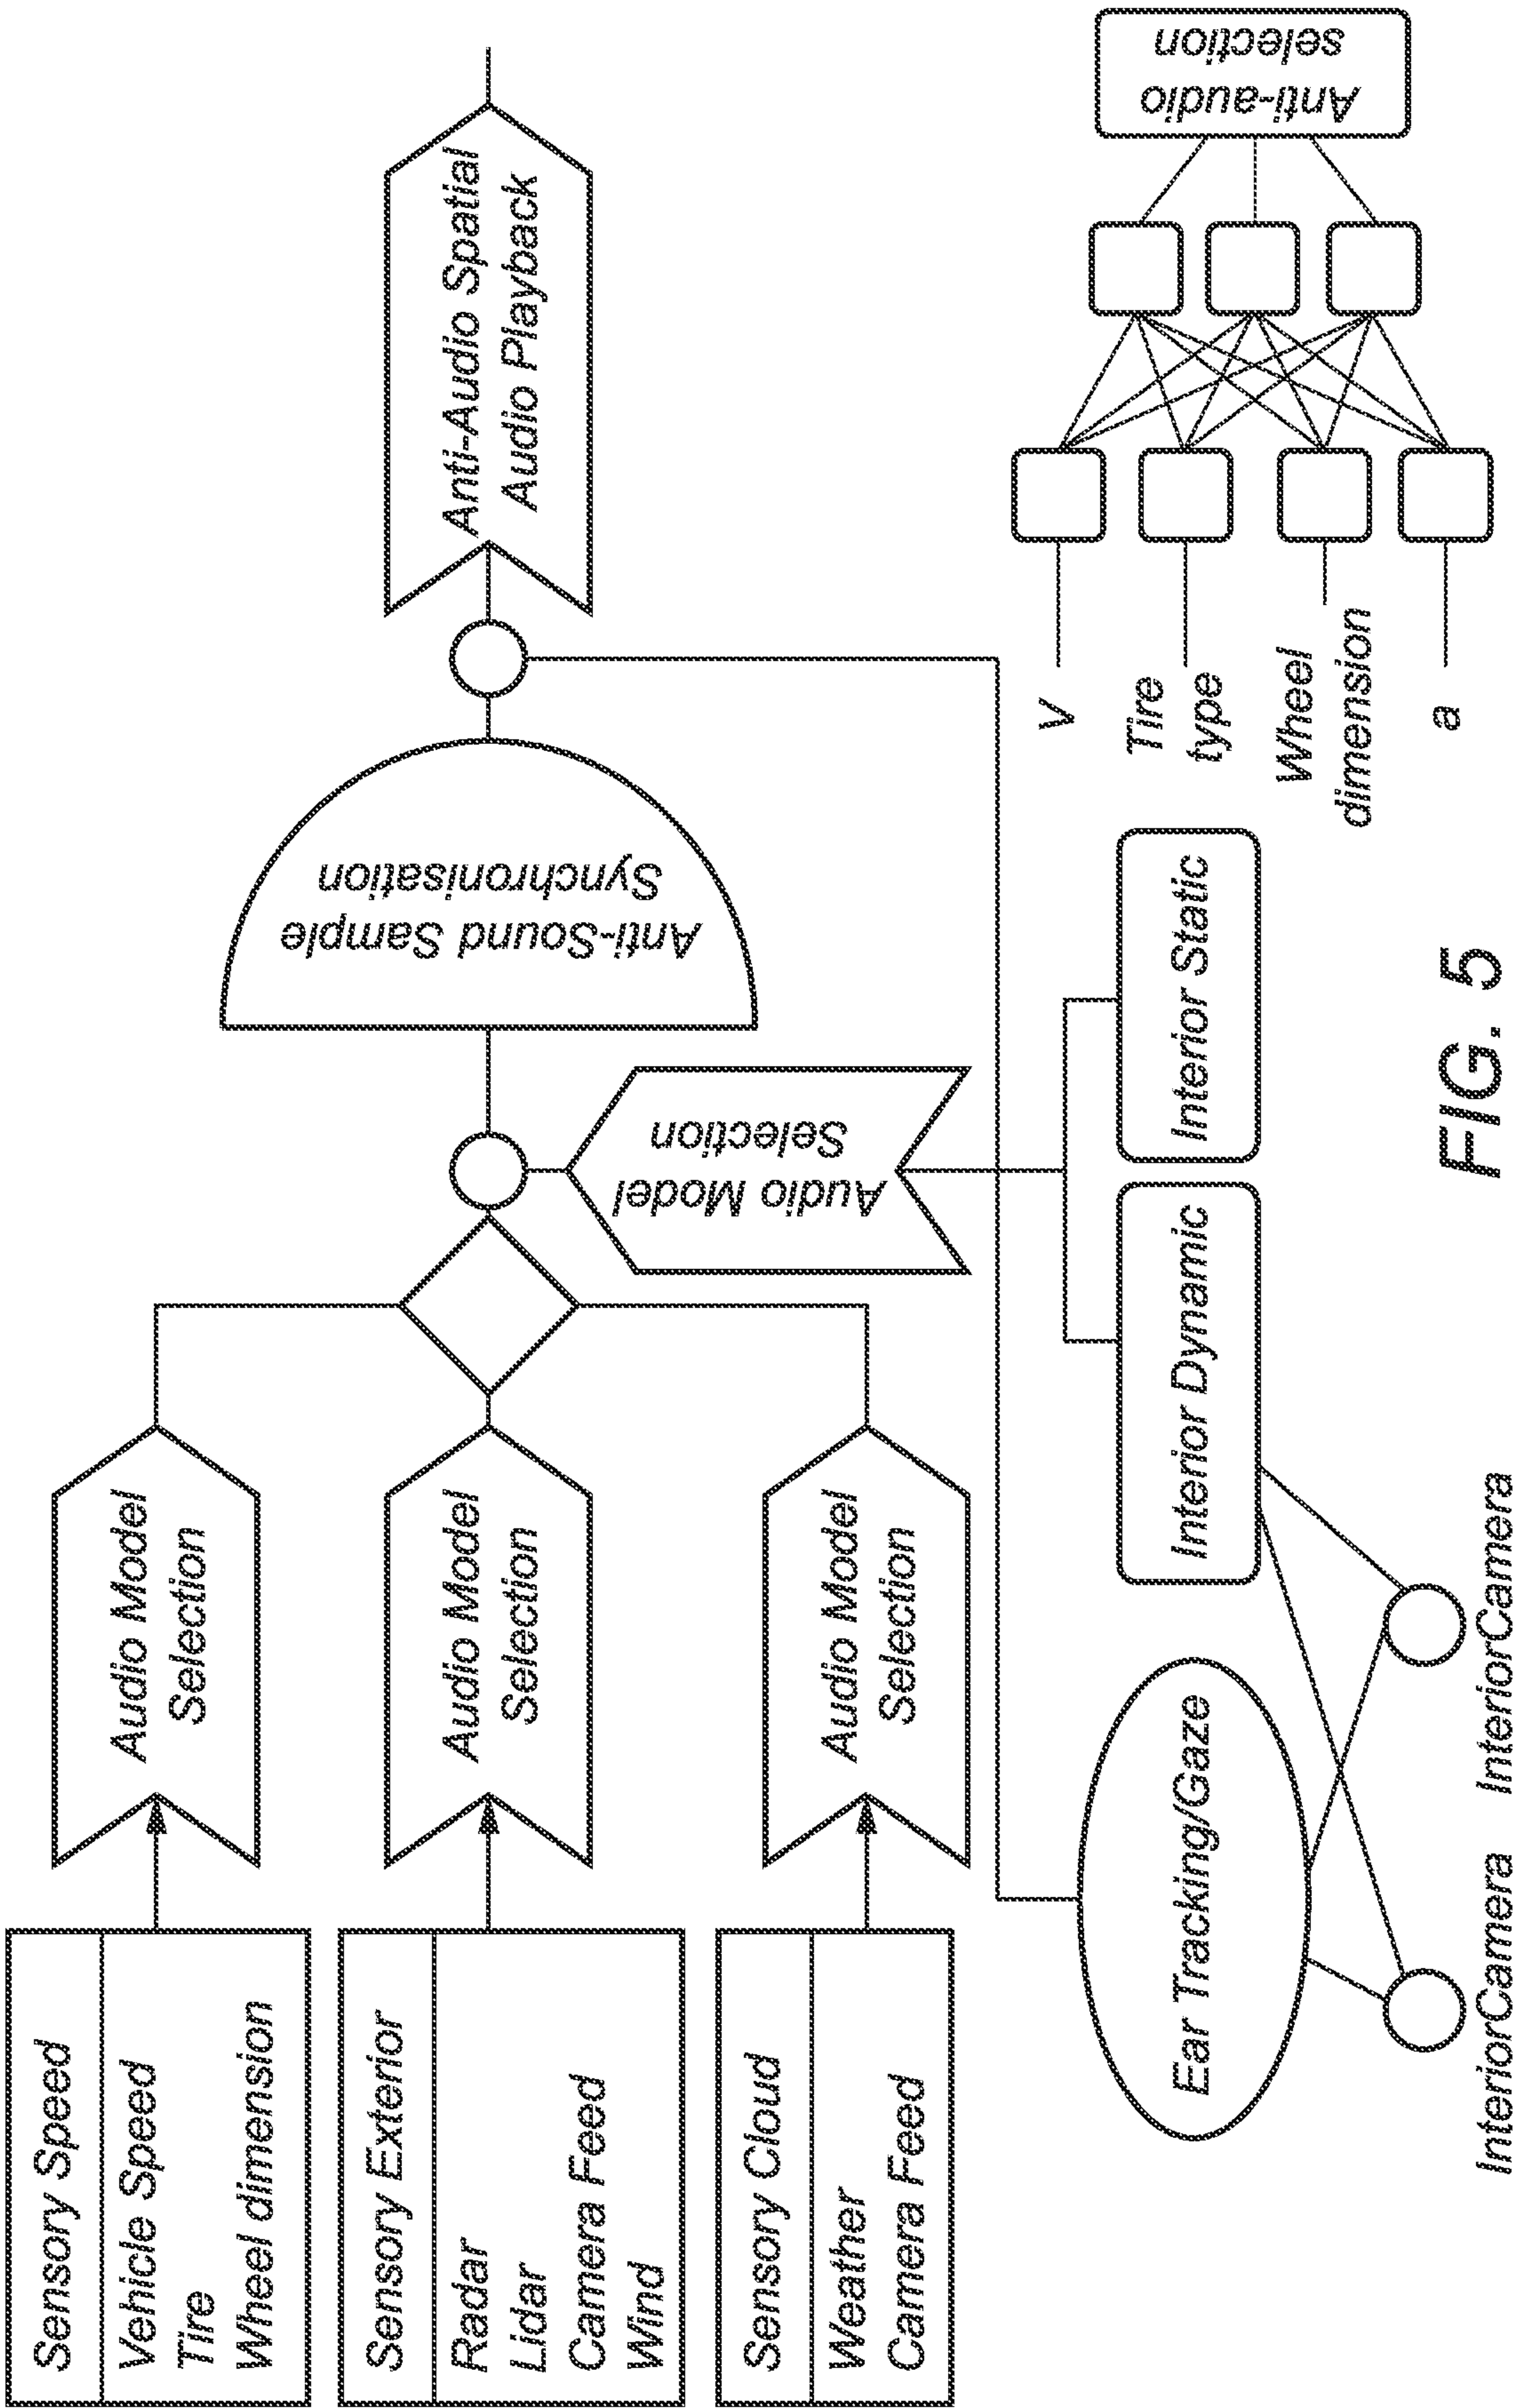 Sensory Speed
Vehicle Speed
Tire
Wheel dimension
Audio Model
Selection
Sensory Exterior
Radar
Lidar
Camera Feed
Wind
Audio Model
Selection
Sensory Cloud
Weather
Camera Feed
Audio Model
Selection
Audio Model
Selection
Anti-Sound Sample
Synchronisation
Anti-Audio Spatial
Audio Playback
Ear Tracking/Gaze
Interior Dynamic
Interior Static
InteriorCamera
InteriorCamera
V
Tire
type
Wheel
dimension
a
Anti-audio
selection
FIG. 5